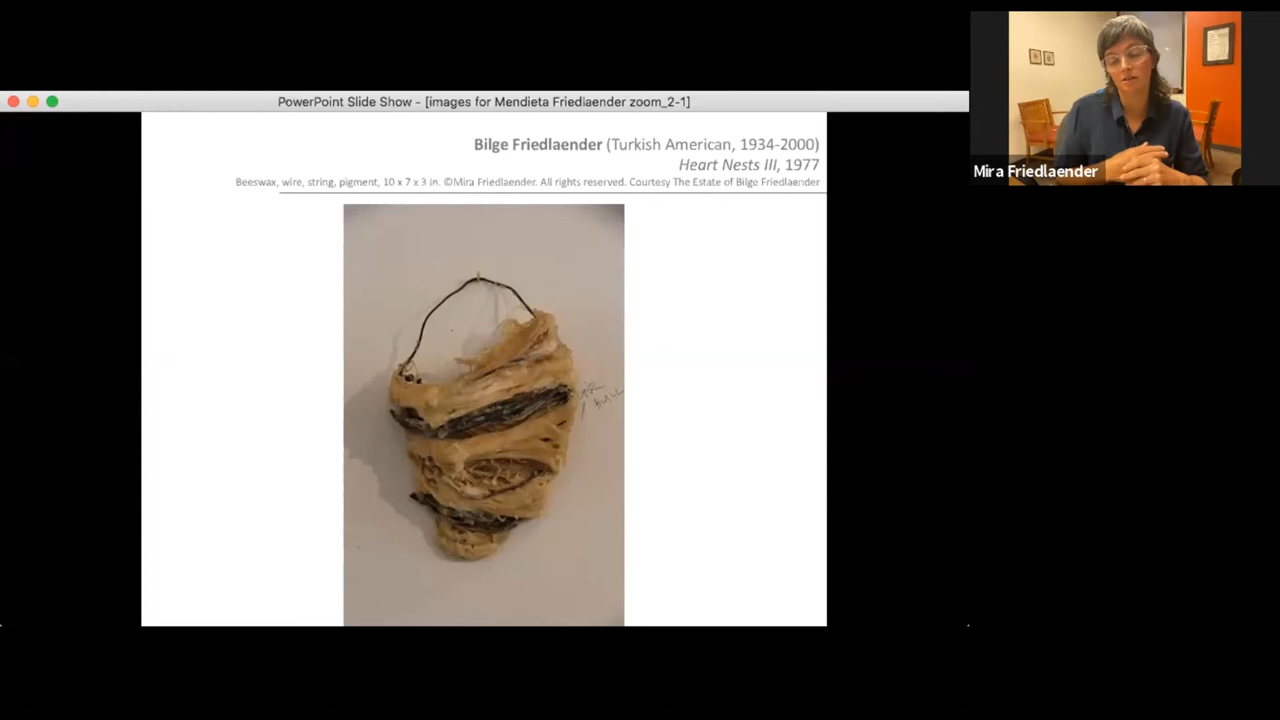 PowerPoint Slide Show - [images for Mendieta Friedlaender zoom_2-1]
Bilge Friedlaender (Turkish American, 1934-2000)
Heart Nests III, 1977
Beeswax, wire, string, pigment, 10 x 7 x 3 in. ©Mira Friedlaender. All rights reserved. Courtesy The Estate of Bilge Friedlaender
Mira Friedlaender